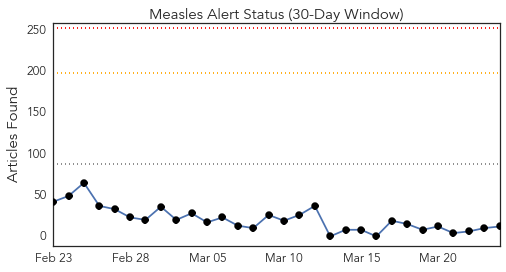 Measles Alert Status (30-Day Window)
Articles Found
250
200
150
100
50
0
Feb 23
Feb 28
Mar 05
Mar 10
Mar 15
Mar 20